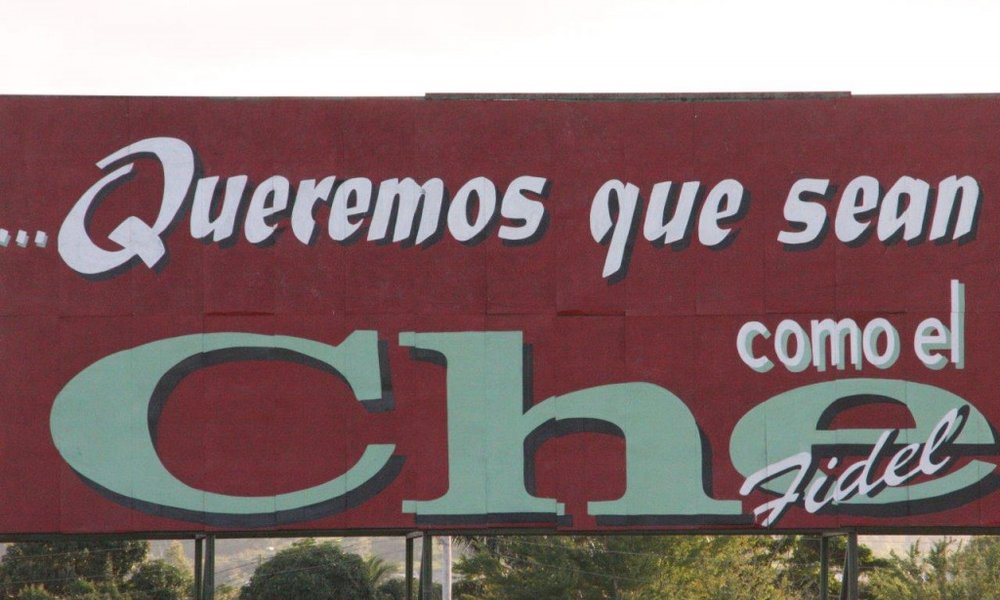 ...Queremos que sean
como el
Che
Fidel